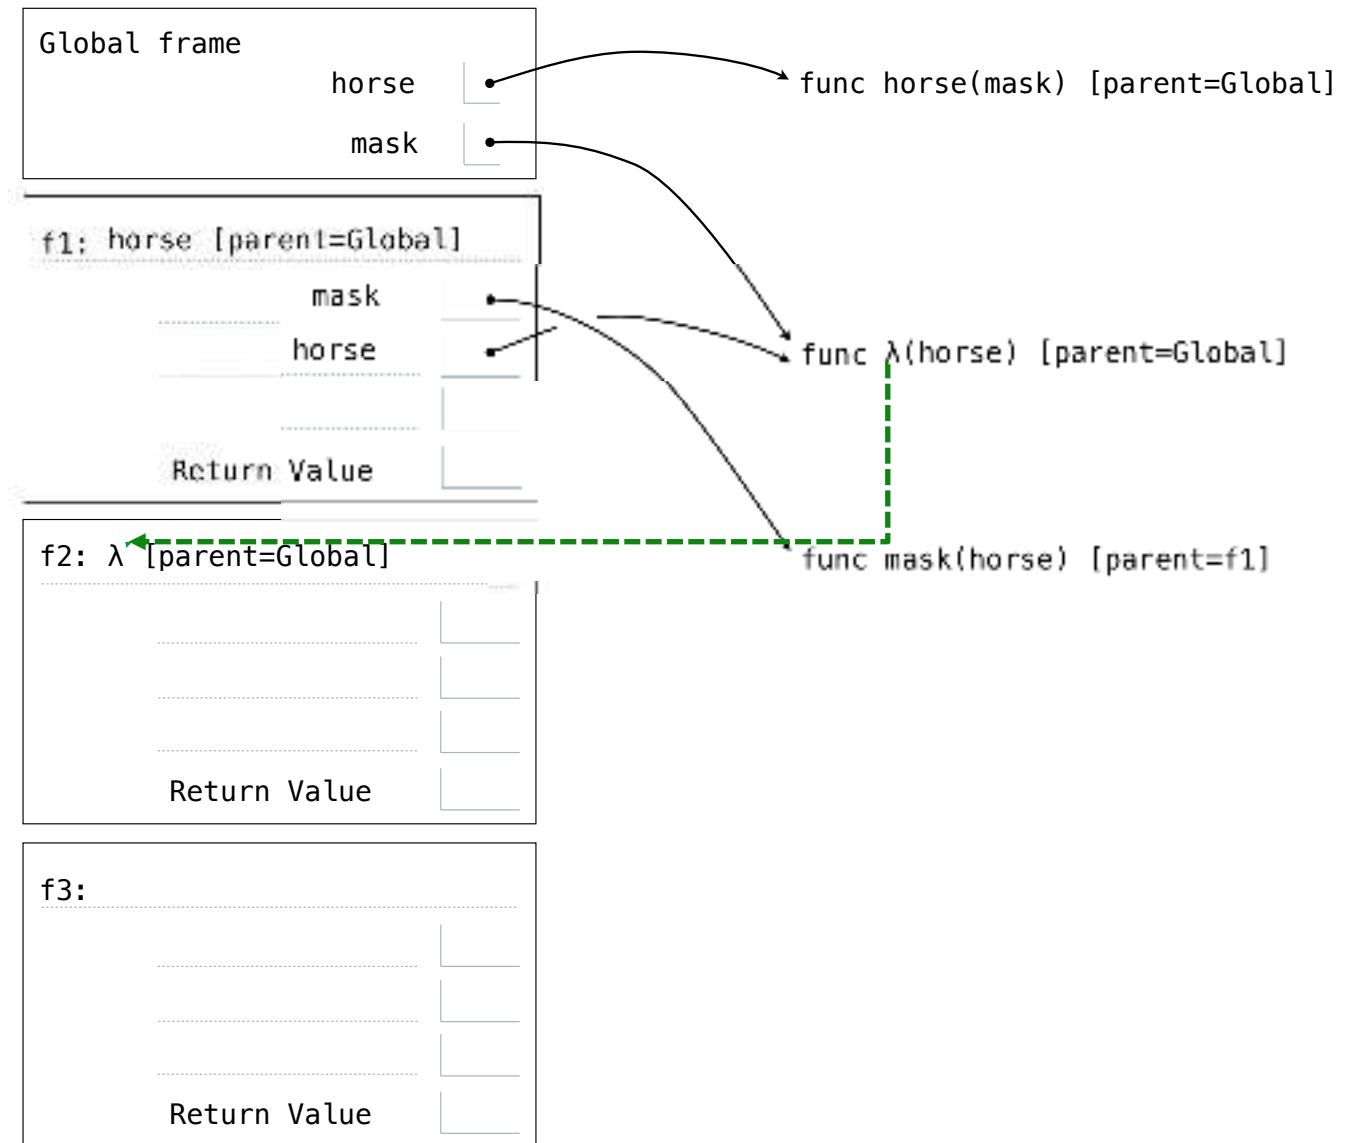 Global frame
horse
func horse(mask) [parent=Global]
mask
f1: horse [parent=Global]
mask
horse
func λ(horse) [parent=Global]
Return Value
f2: λ [parent=Global]
func mask(horse) [parent=f1]
Return Value
f3:
Return Value